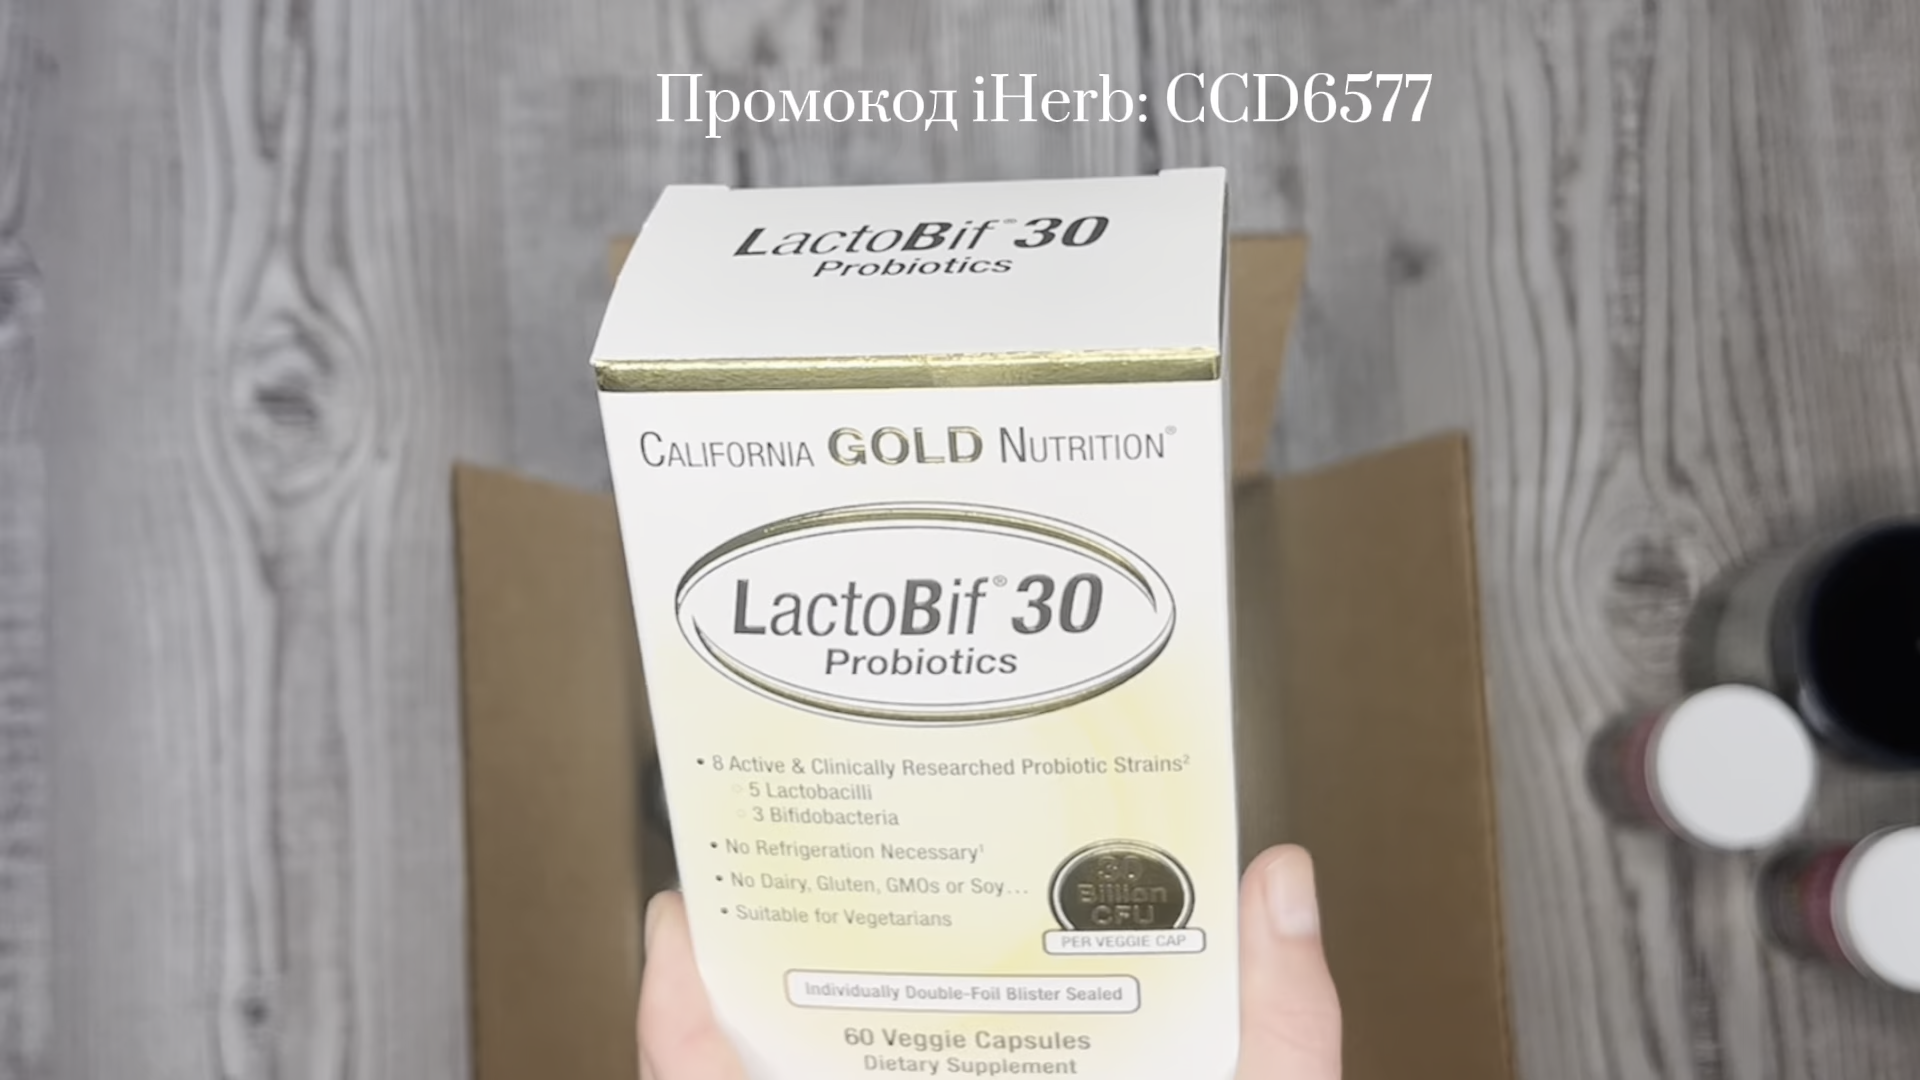 Промокод iHerb: CCD6577
LactoBif® 30
Probiotics
CALIFORNIA GOLD NUTRITION®
LactoBif® 30
Probiotics
• 8 Active & Clinically Researched Probiotic Strains²
○ 5 Lactobacilli
○ 3 Bifidobacteria
• No Refrigeration Necessary¹
• No Dairy, Gluten, GMOs or Soy...
• Suitable for Vegetarians
30
Billion
CFU
PER VEGGIE CAP
Individually Double-Foil Blister Sealed
60 Veggie Capsules
Dietary Supplement